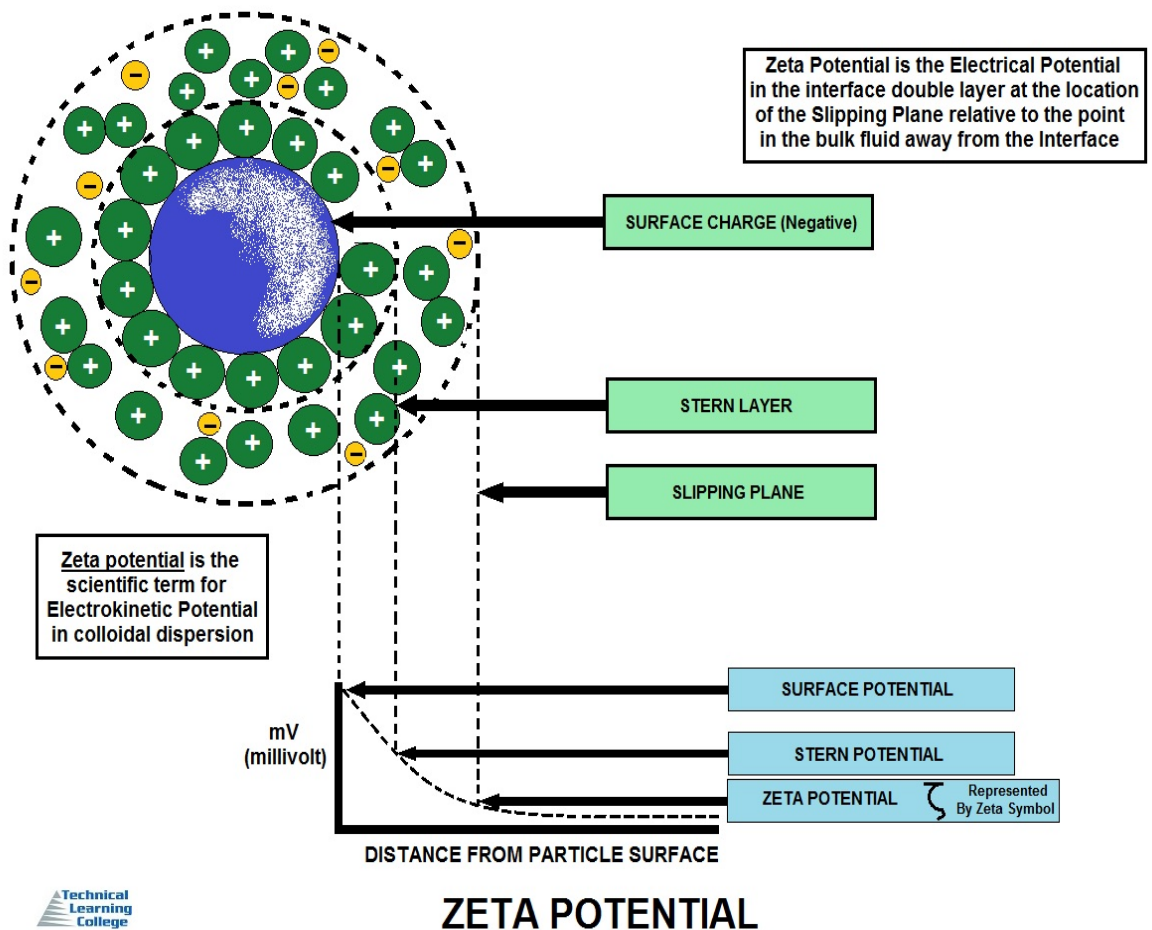 Zeta Potential is the Electrical Potential
in the interface double layer at the location
of the Slipping Plane relative to the point
in the bulk fluid away from the Interface
SURFACE CHARGE (Negative)
STERN LAYER
SLIPPING PLANE
Zeta potential is the
scientific term for
Electrokinetic Potential
in colloidal dispersion
SURFACE POTENTIAL
mV
(millivolt)
STERN POTENTIAL
ZETA POTENTIAL ζ Represented
By Zeta Symbol
DISTANCE FROM PARTICLE SURFACE
Technical
Learning
College
ZETA POTENTIAL